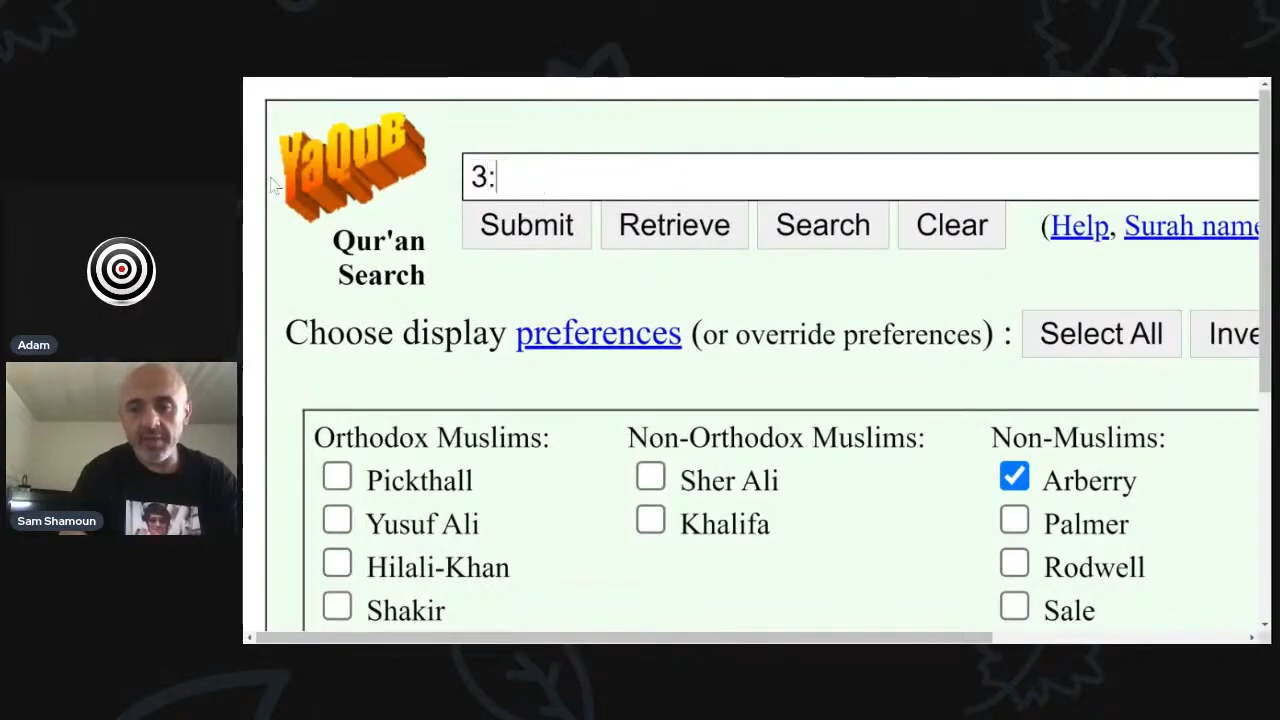 YaQuB
3:
Submit Retrieve Search Clear (Help, Surah name
Qur'an
Search
Choose display preferences (or override preferences) : Select All Inve
Orthodox Muslims: Non-Orthodox Muslims: Non-Muslims:
Pickthall Sher Ali Arberry
Yusuf Ali Khalifa Palmer
Hilali-Khan Rodwell
Shakir Sale
Adam
Sam Shamoun